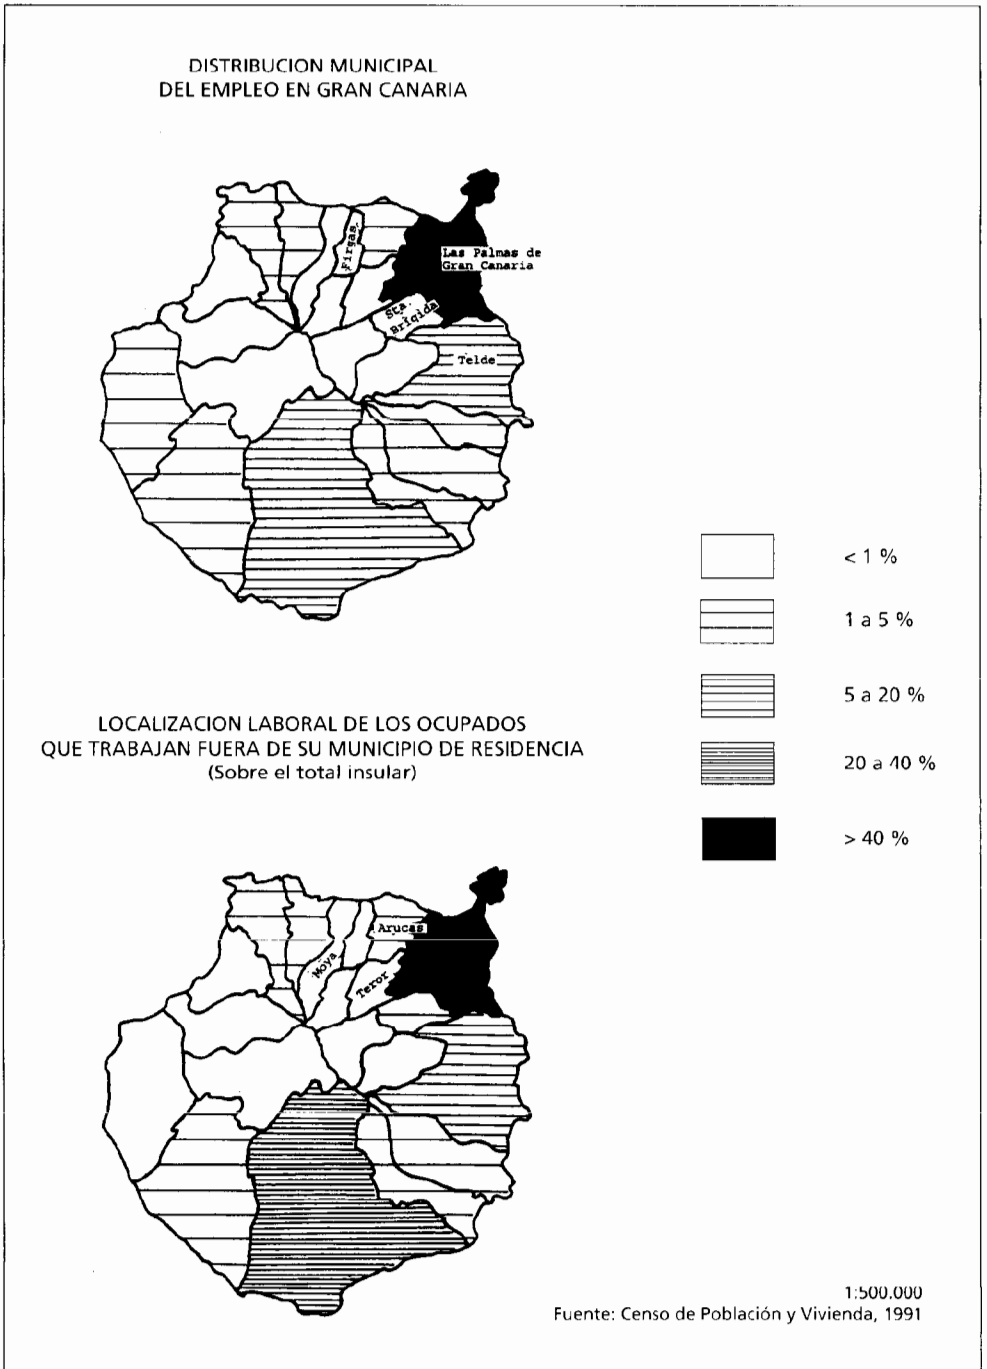 DISTRIBUCION MUNICIPAL
DEL EMPLEO EN GRAN CANARIA
Firgas
Las Palmas de
Gran Canaria
Sta.
Brígida
Telde
< 1 %
1 a 5 %
5 a 20 %
20 a 40 %
> 40 %
LOCALIZACION LABORAL DE LOS OCUPADOS
QUE TRABAJAN FUERA DE SU MUNICIPIO DE RESIDENCIA
(Sobre el total insular)
Arucas
Moya
Teror
1:500.000
Fuente: Censo de Población y Vivienda, 1991